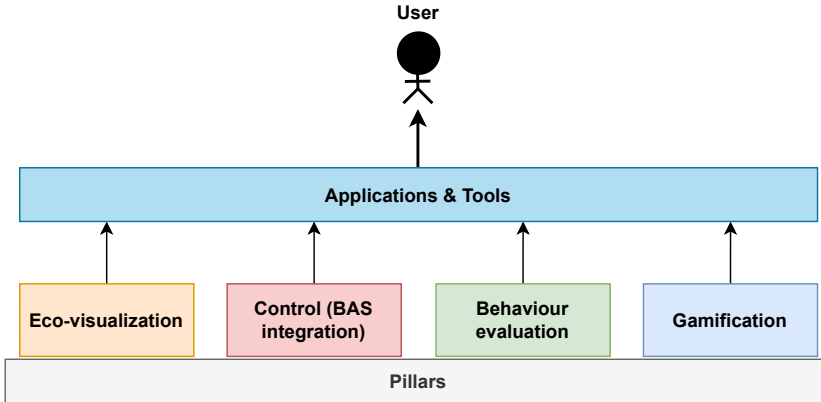 User
Applications & Tools
Eco-visualization
Control (BAS
integration)
Behaviour
evaluation
Gamification
Pillars